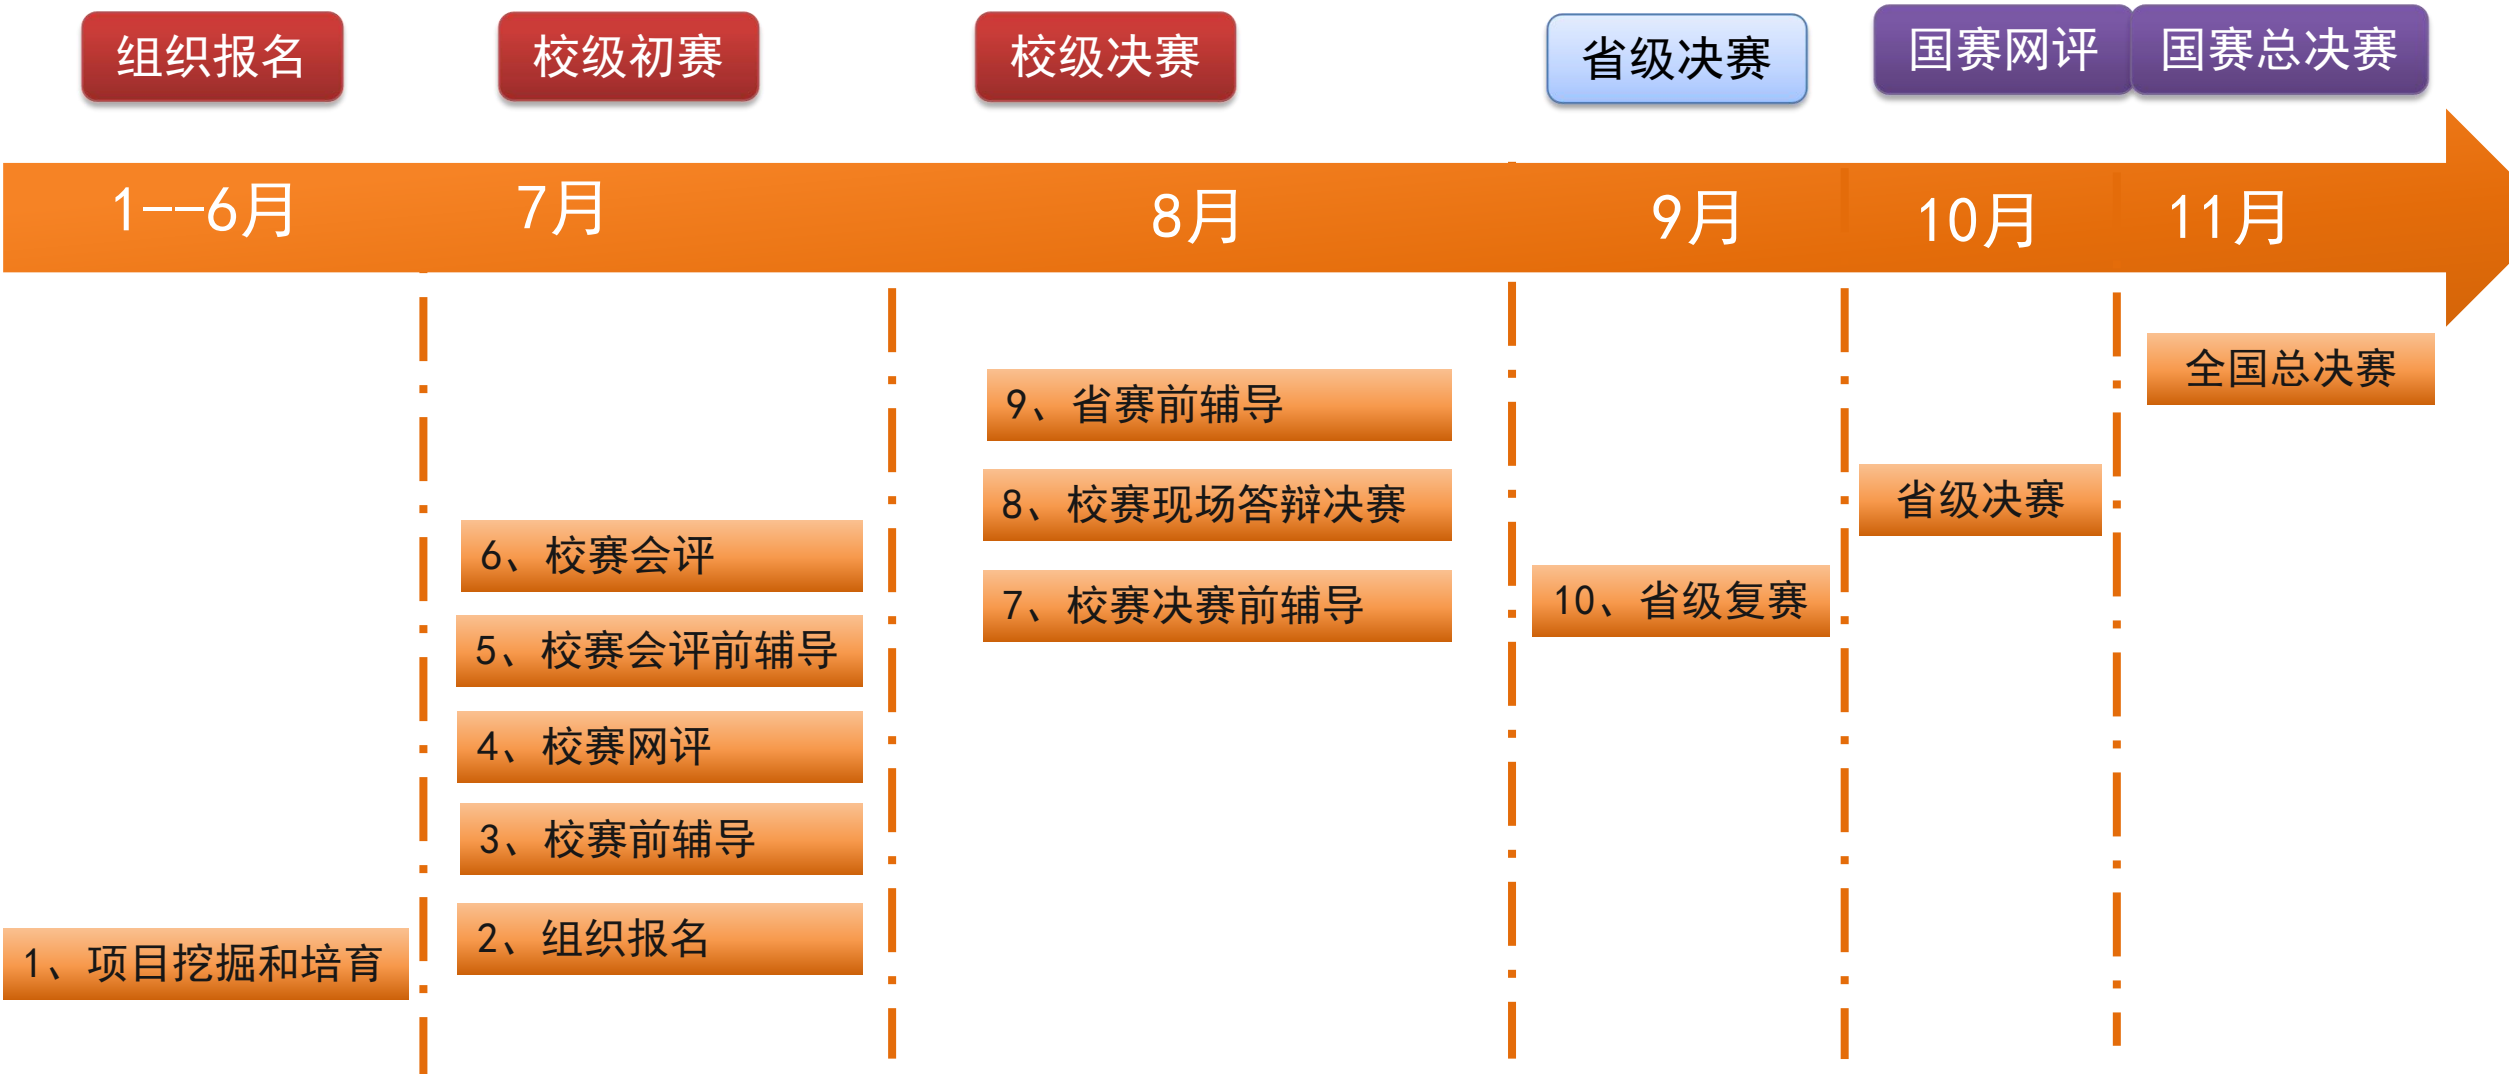 组织报名
校级初赛
校级决赛
省级决赛
国赛网评
国赛总决赛
1--6月
7月
8月
9月
10月
11月
全国总决赛
9、省赛前辅导
8、校赛现场答辩决赛
省级决赛
6、校赛会评
7、校赛决赛前辅导
10、省级复赛
5、校赛会评前辅导
4、校赛网评
3、校赛前辅导
2、组织报名
1、项目挖掘和培育